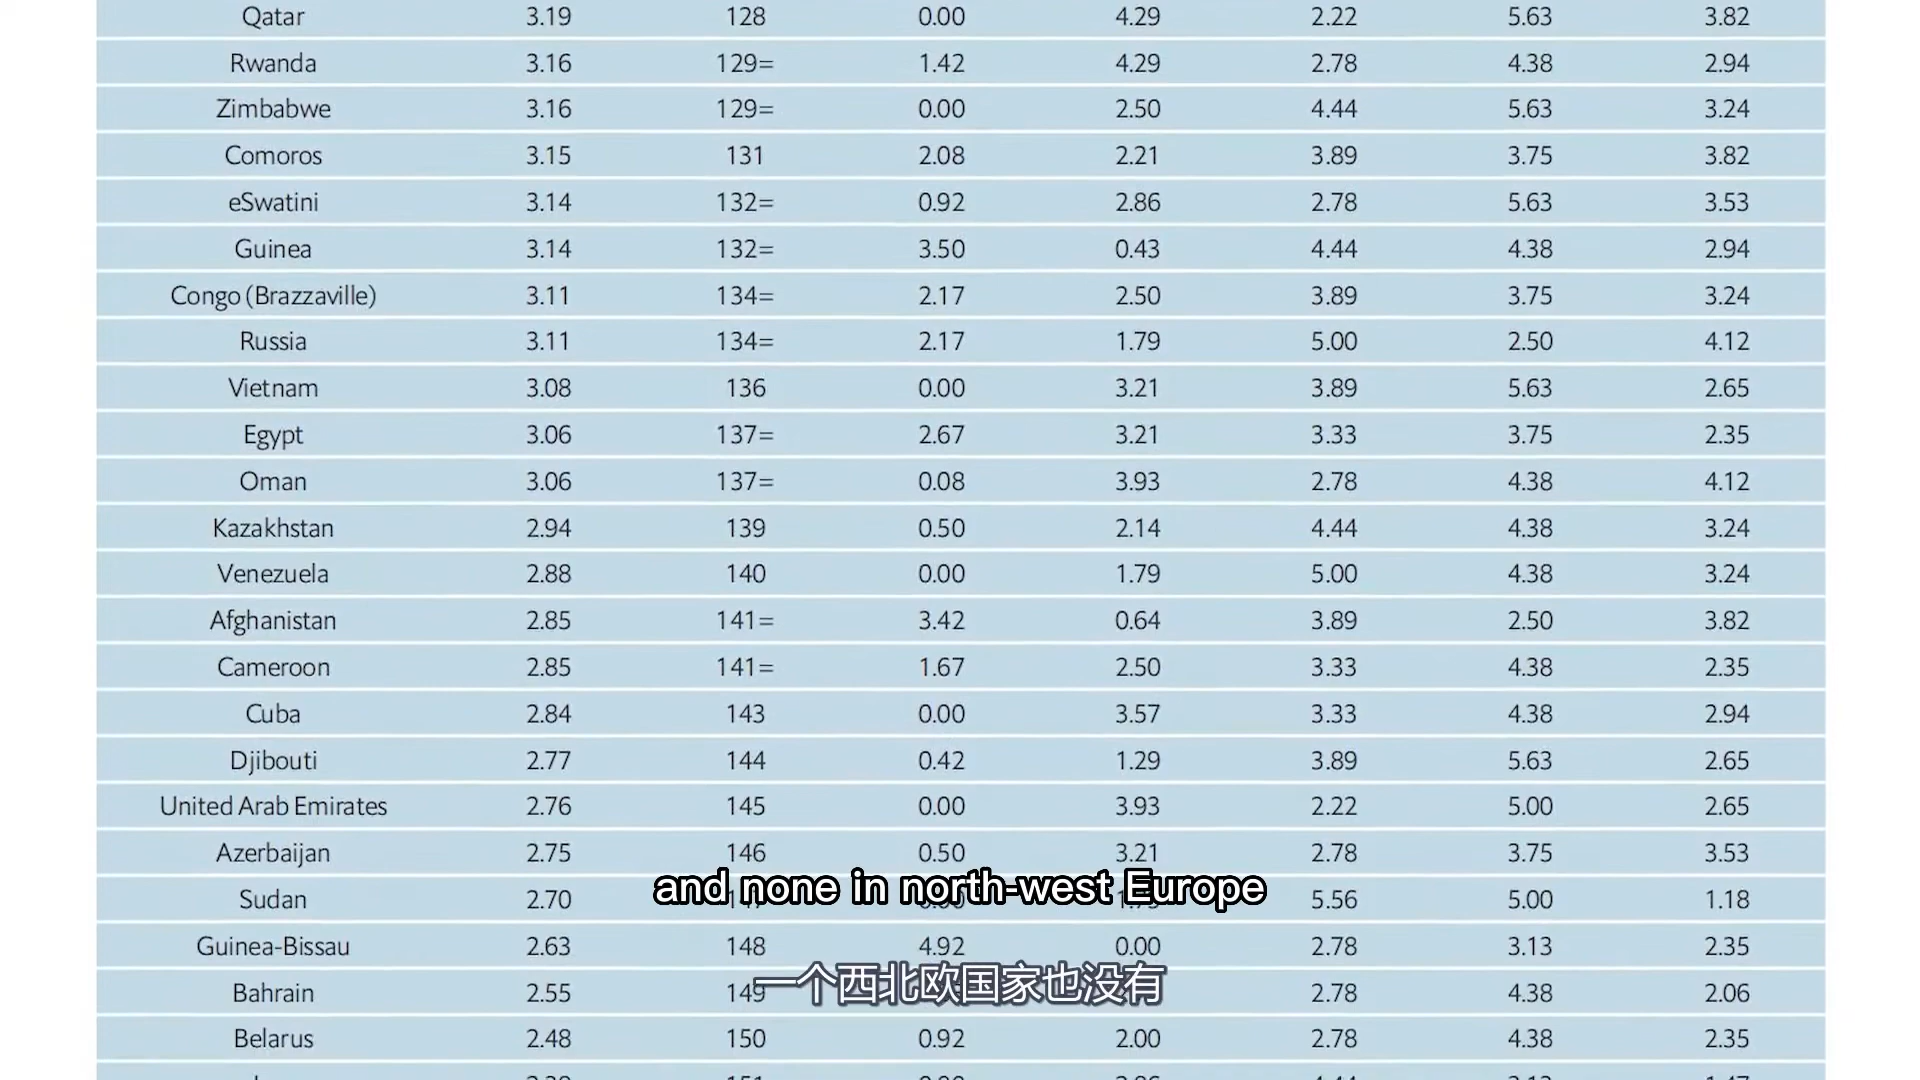 Qatar 3.19 128 0.00 4.29 2.22 5.63 3.82
Rwanda 3.16 129= 1.42 4.29 2.78 4.38 2.94
Zimbabwe 3.16 129= 0.00 2.50 4.44 5.63 3.24
Comoros 3.15 131 2.08 2.21 3.89 3.75 3.82
eSwatini 3.14 132= 0.92 2.86 2.78 5.63 3.53
Guinea 3.14 132= 3.50 0.43 4.44 4.38 2.94
Congo (Brazzaville) 3.11 134= 2.17 2.50 3.89 3.75 3.24
Russia 3.11 134= 2.17 1.79 5.00 2.50 4.12
Vietnam 3.08 136 0.00 3.21 3.89 5.63 2.65
Egypt 3.06 137= 2.67 3.21 3.33 3.75 2.35
Oman 3.06 137= 0.08 3.93 2.78 4.38 4.12
Kazakhstan 2.94 139 0.50 2.14 4.44 4.38 3.24
Venezuela 2.88 140 0.00 1.79 5.00 4.38 3.24
Afghanistan 2.85 141= 3.42 0.64 3.89 2.50 3.82
Cameroon 2.85 141= 1.67 2.50 3.33 4.38 2.35
Cuba 2.84 143 0.00 3.57 3.33 4.38 2.94
Djibouti 2.77 144 0.42 1.29 3.89 5.63 2.65
United Arab Emirates 2.76 145 0.00 3.93 2.22 5.00 2.65
Azerbaijan 2.75 146 0.50 3.21 2.78 3.75 3.53
and none in north-west Europe
Sudan 2.70 5.56 5.00 1.18
Guinea-Bissau 2.63 148 4.92 0.00 2.78 3.13 2.35
一个西北欧国家也没有
Bahrain 2.55 149 2.78 4.38 2.06
Belarus 2.48 150 0.92 2.00 2.78 4.38 2.35